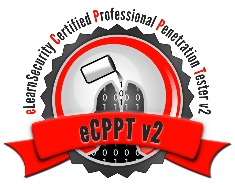 eLearnSecurity Certified Professional Penetration Tester v2
eCPPT v2